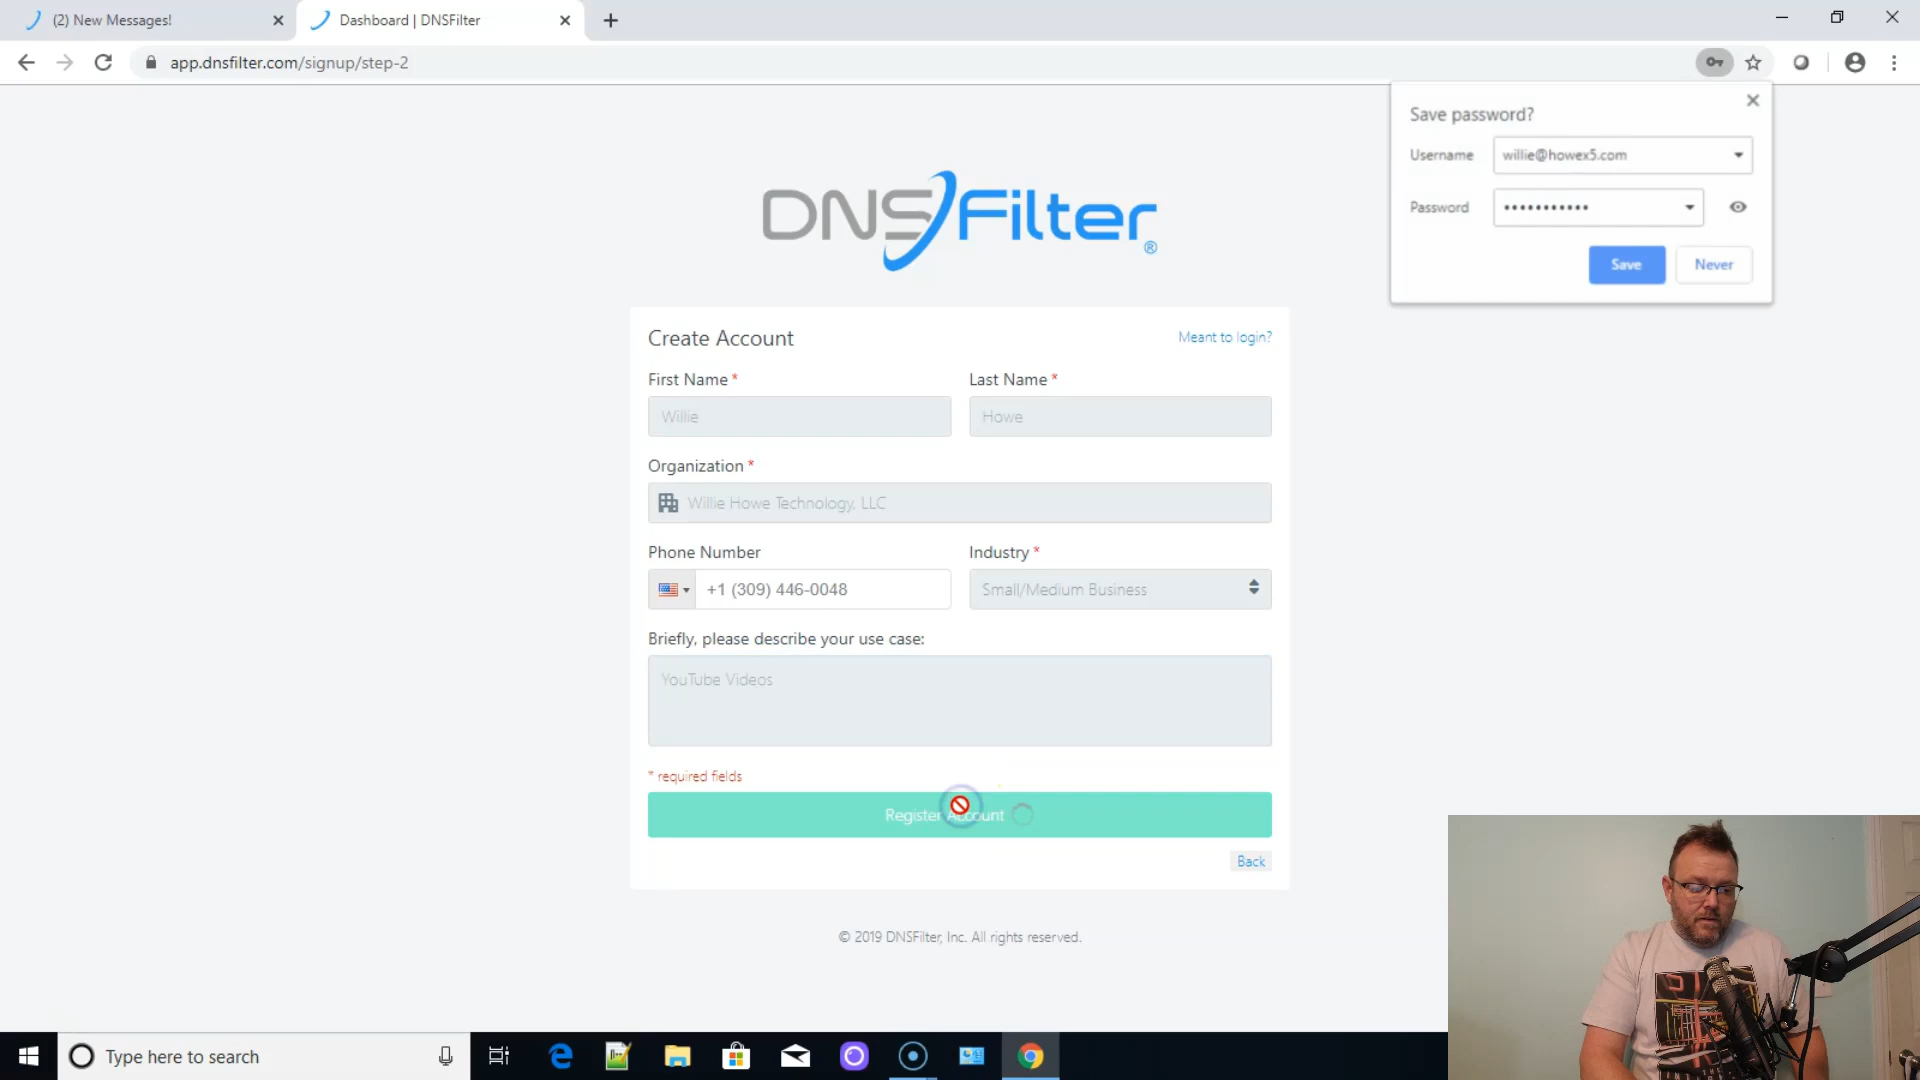 (2) New Messages!
Dashboard | DNSFilter
app.dnsfilter.com/signup/step-2
Save password?
Username
willie@howex5.com
Password
•••••••••••
Save
Never
DNSFilter®
Create Account
Meant to login?
First Name *
Last Name *
Willie
Howe
Organization *
Willie Howe Technology, LLC
Phone Number
Industry *
+1 (309) 446-0048
Small/Medium Business
Briefly, please describe your use case:
YouTube Videos
* required fields
Register Account
Back
© 2019 DNSFilter, Inc. All rights reserved.
Type here to search